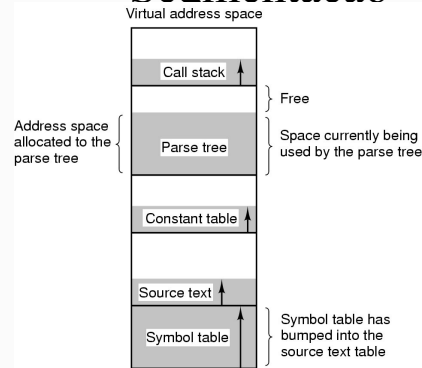 Virtual address space
Call stack
Free
Address space
allocated to the
parse tree
Parse tree
Space currently being
used by the parse tree
Constant table
Source text
Symbol table
Symbol table has
bumped into the
source text table